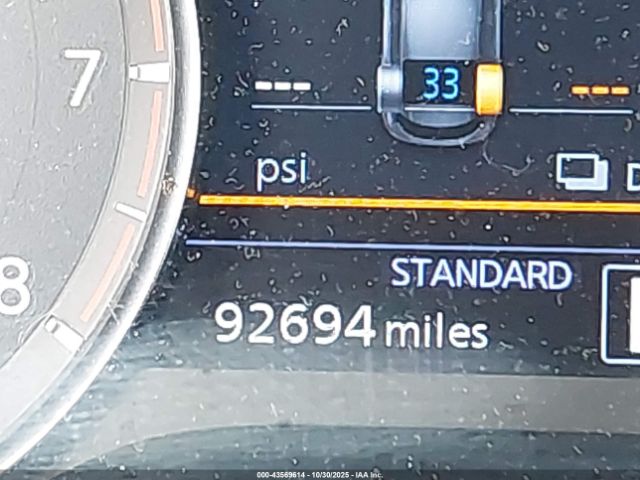 7
--- 33 ---
psi
8
STANDARD
92694 miles
000-43569614 - 10/30/2025 - IAA Inc.